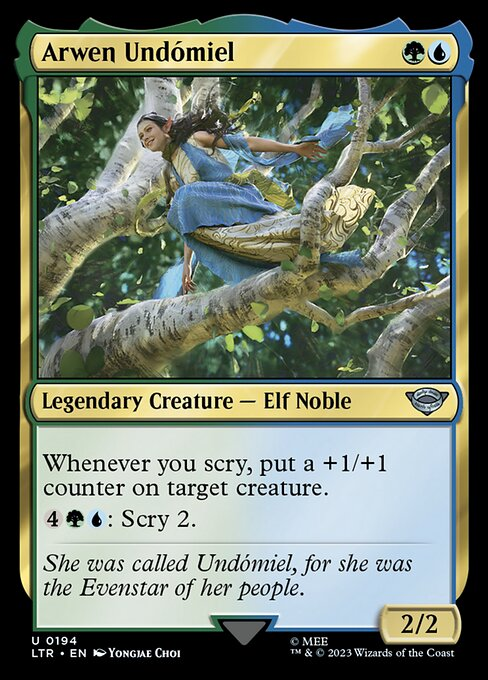 Arwen Undómiel
Legendary Creature — Elf Noble
Whenever you scry, put a +1/+1
counter on target creature.
4: Scry 2.
She was called Undómiel, for she was
the Evenstar of her people.
2/2
U 0194
LTR • EN Yongjae Choi
© MEE
™ & © 2023 Wizards of the Coast